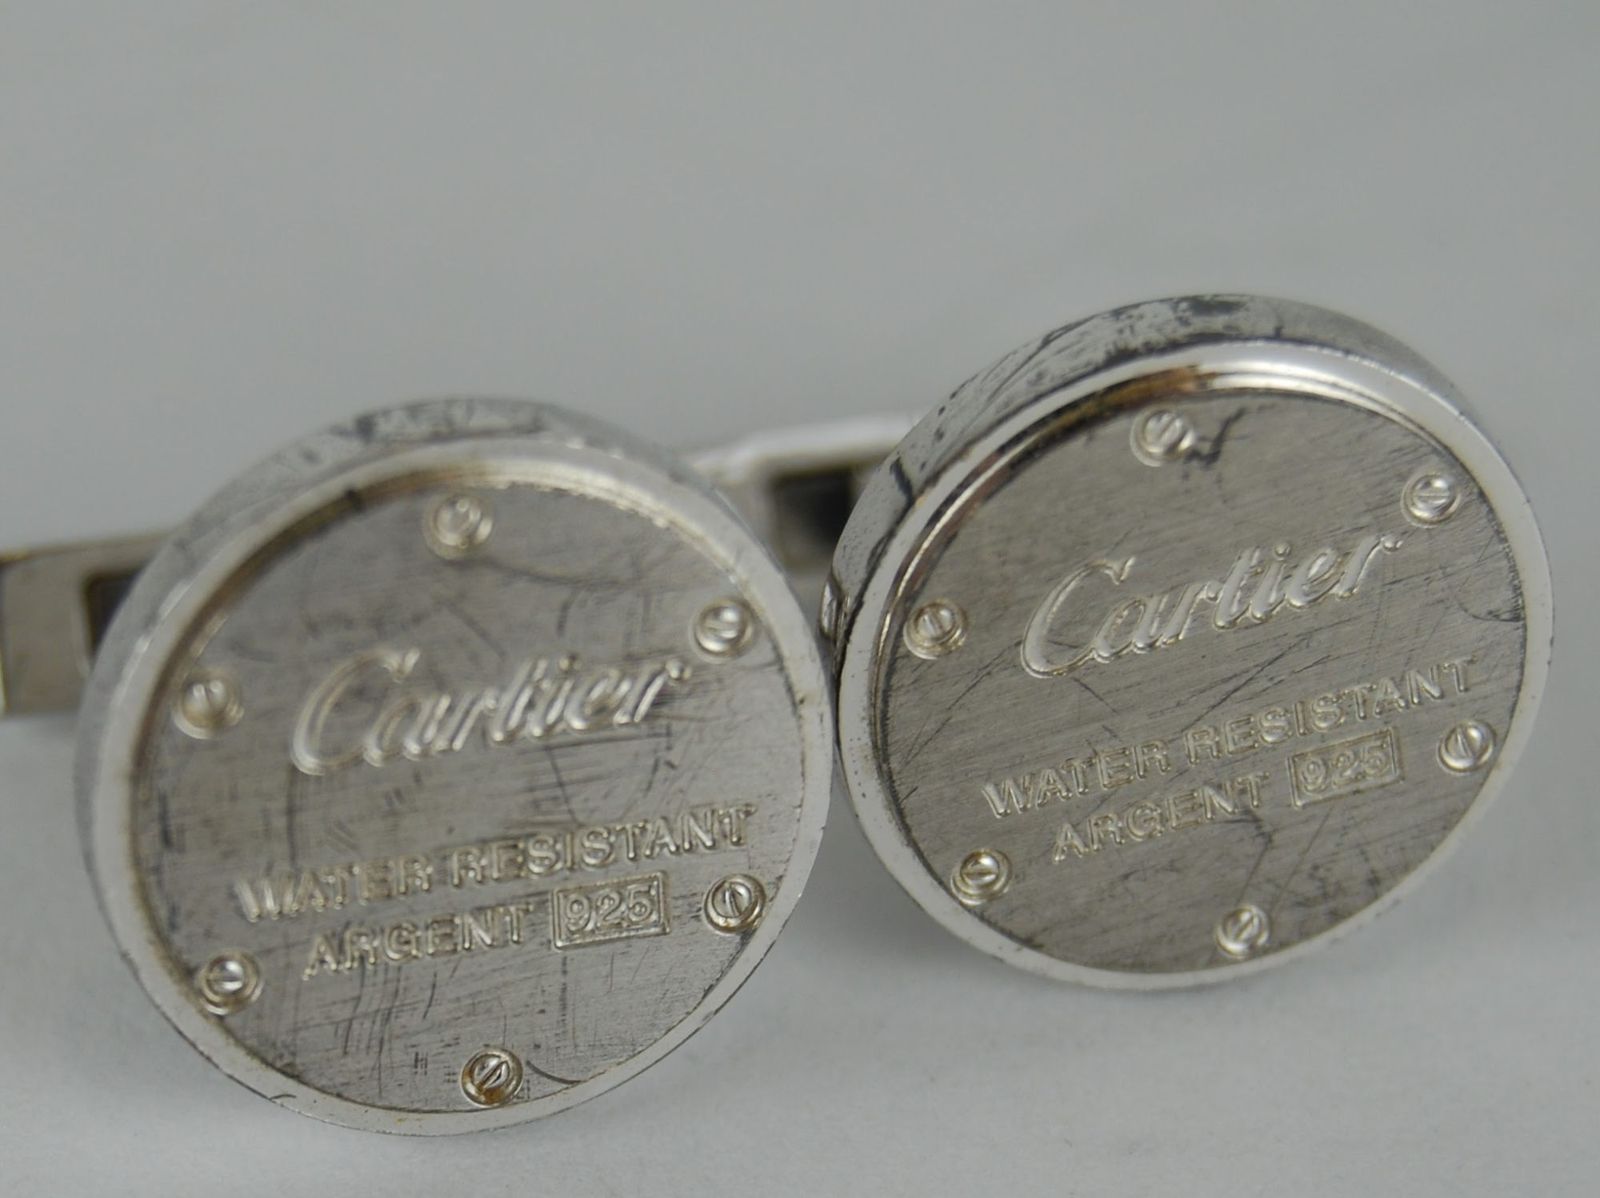 Cartier
WATER RESISTANT
ARGENT 925
Cartier
WATER RESISTANT
ARGENT 925